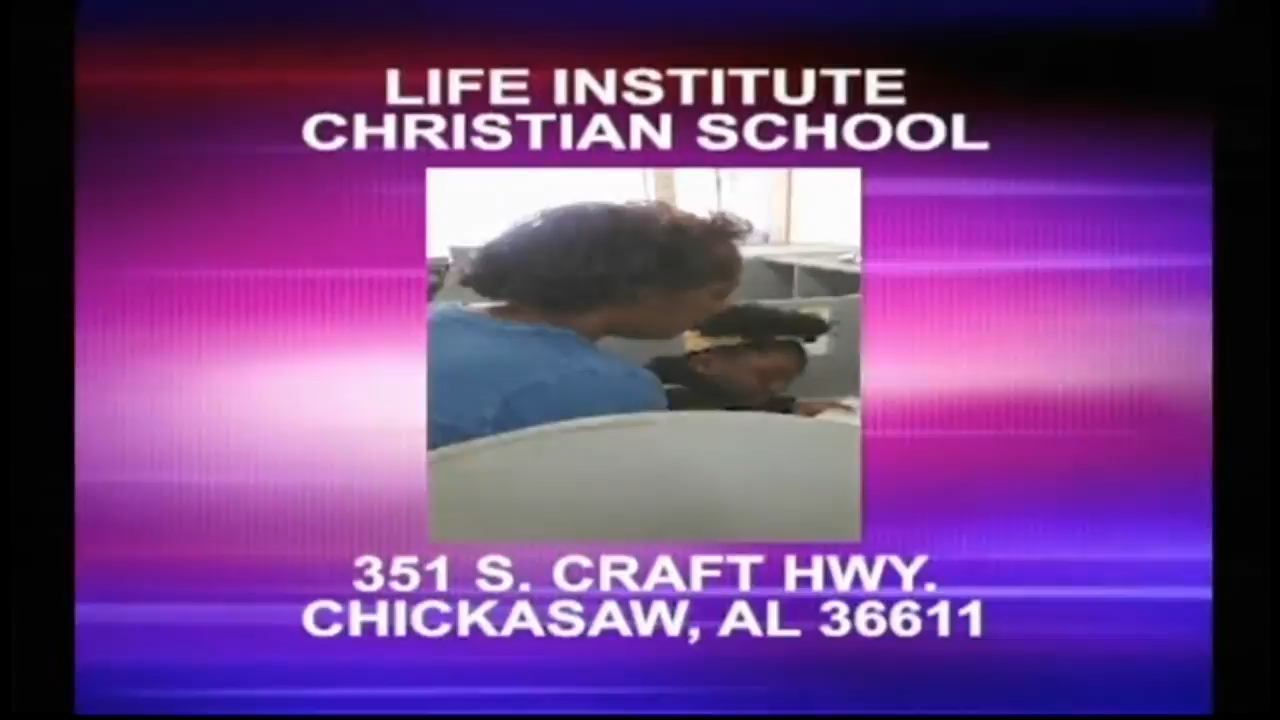 LIFE INSTITUTE
CHRISTIAN SCHOOL
351 S. CRAFT HWY.
CHICKASAW, AL 36611